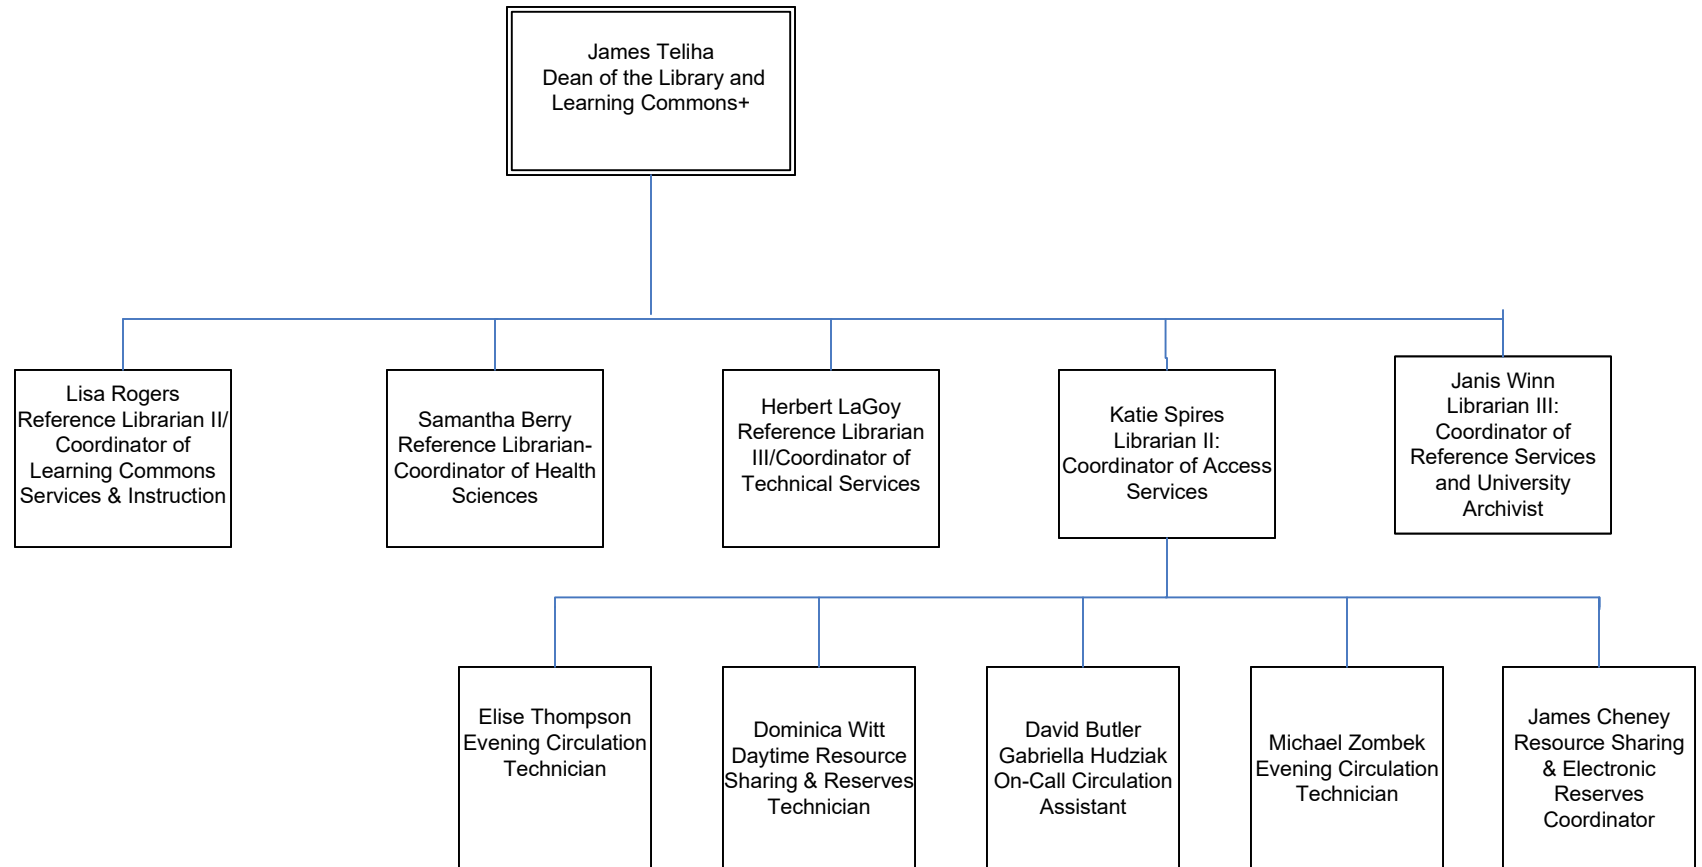 James Teliha
Dean of the Library and
Learning Commons+
Lisa Rogers
Reference Librarian II/
Coordinator of
Learning Commons
Services & Instruction
Samantha Berry
Reference Librarian-
Coordinator of Health
Sciences
Herbert LaGoy
Reference Librarian
III/Coordinator of
Technical Services
Katie Spires
Librarian II:
Coordinator of Access
Services
Janis Winn
Librarian III:
Coordinator of
Reference Services
and University
Archivist
Elise Thompson
Evening Circulation
Technician
Dominica Witt
Daytime Resource
Sharing & Reserves
Technician
David Butler
Gabriella Hudziak
On-Call Circulation
Assistant
Michael Zombek
Evening Circulation
Technician
James Cheney
Resource Sharing
& Electronic
Reserves
Coordinator